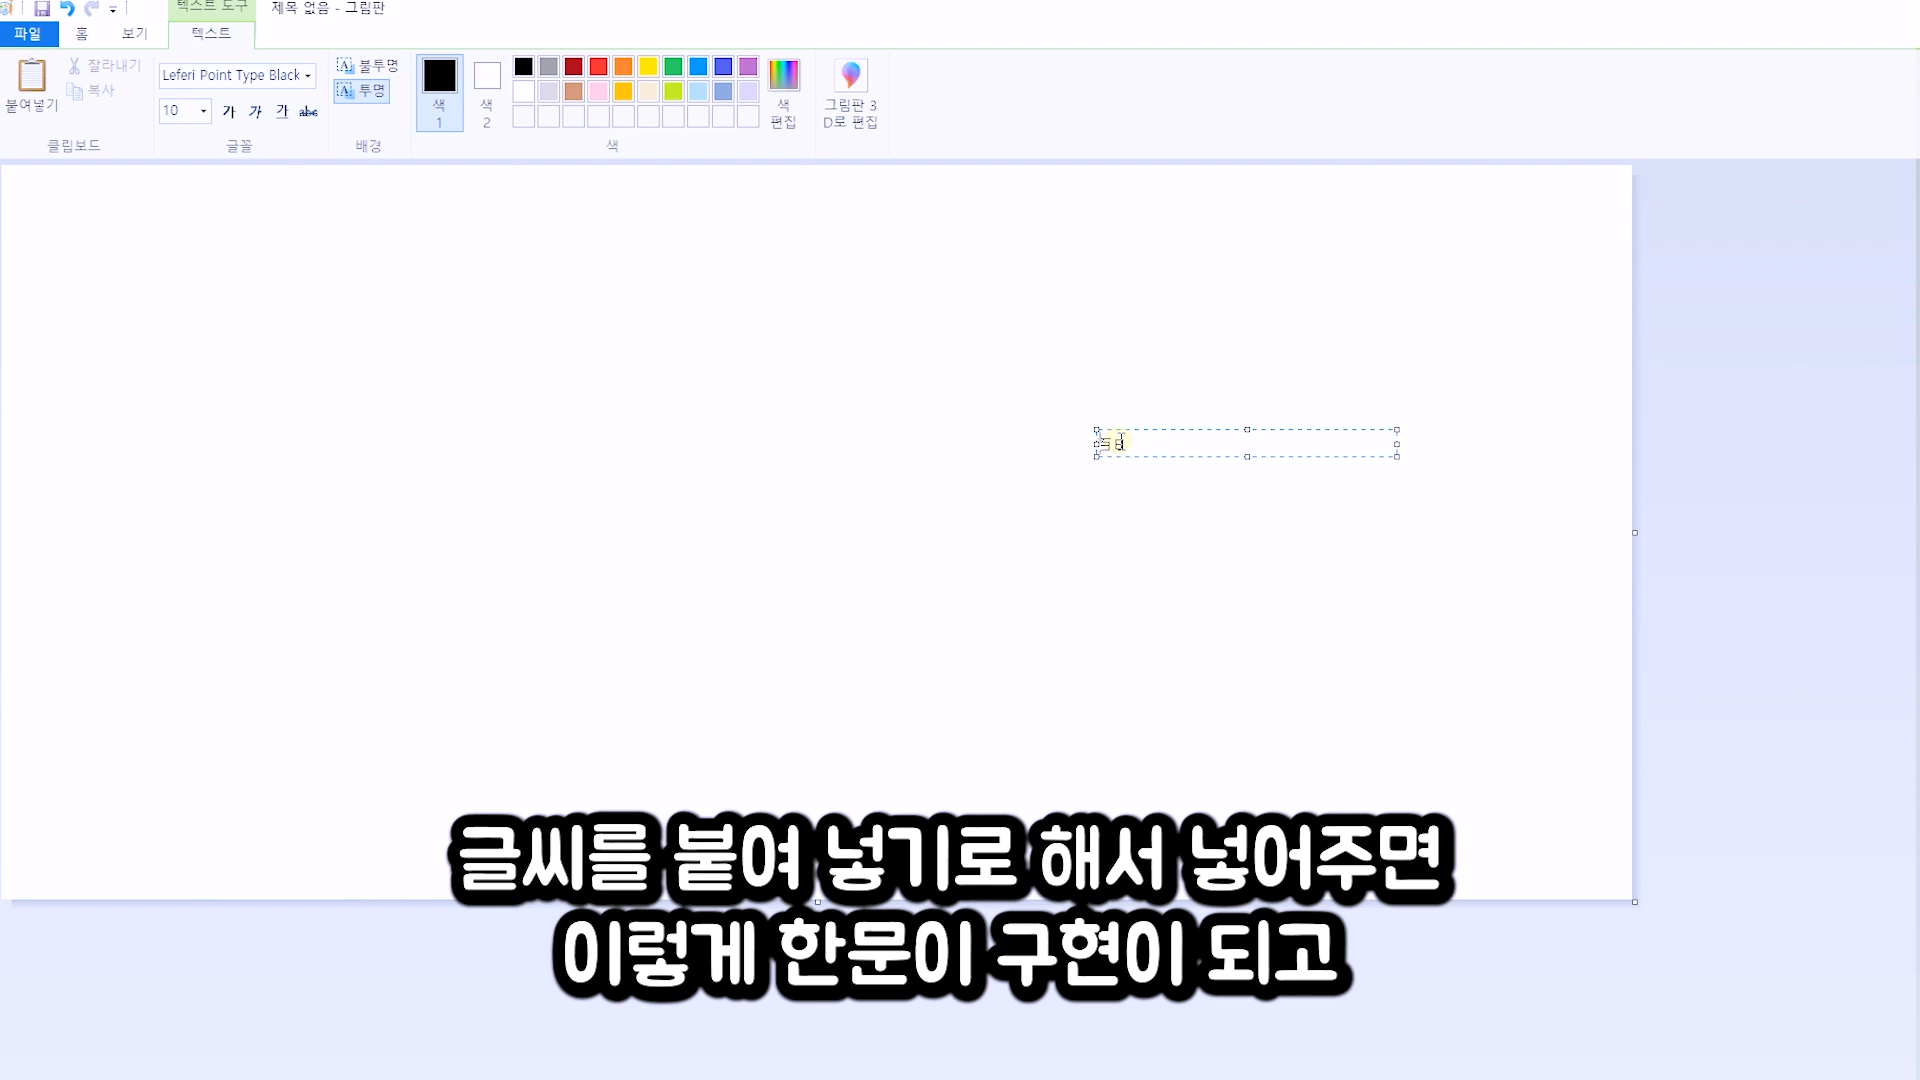 텍스트 도구
제목 없음 - 그림판
파일
홈
보기
텍스트
붙여넣기
잘라내기
복사
클립보드
Leferi Point Type Black
10
가 가 가 abc
글꼴
불투명
투명
배경
색
1
색
2
색
편집
색
그림판 3
D로 편집
글씨를 붙여 넣기로 해서 넣어주면
이렇게 한문이 구현이 되고